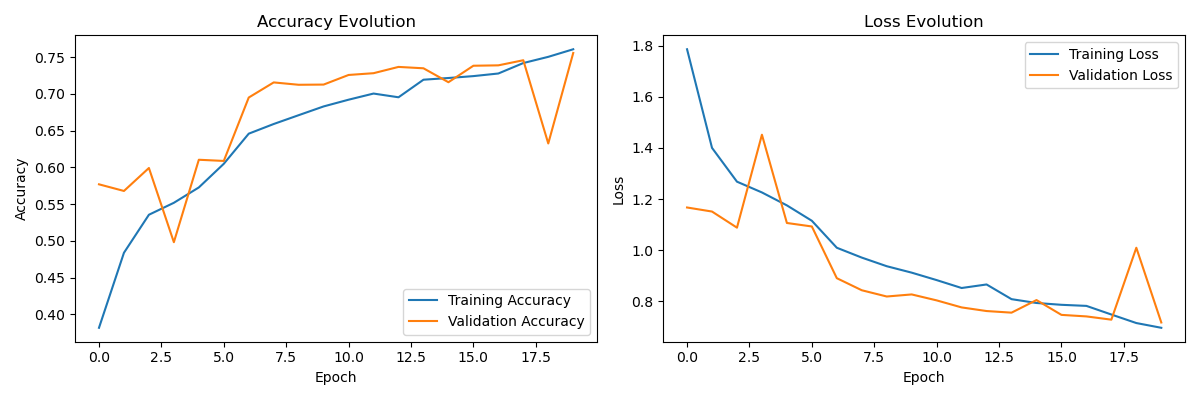 Accuracy Evolution
Accuracy
0.75
0.70
0.65
0.60
0.55
0.50
0.45
0.40
Training Accuracy
Validation Accuracy
0.0 2.5 5.0 7.5 10.0 12.5 15.0 17.5
Epoch
Loss Evolution
Loss
1.8
1.6
1.4
1.2
1.0
0.8
Training Loss
Validation Loss
0.0 2.5 5.0 7.5 10.0 12.5 15.0 17.5
Epoch